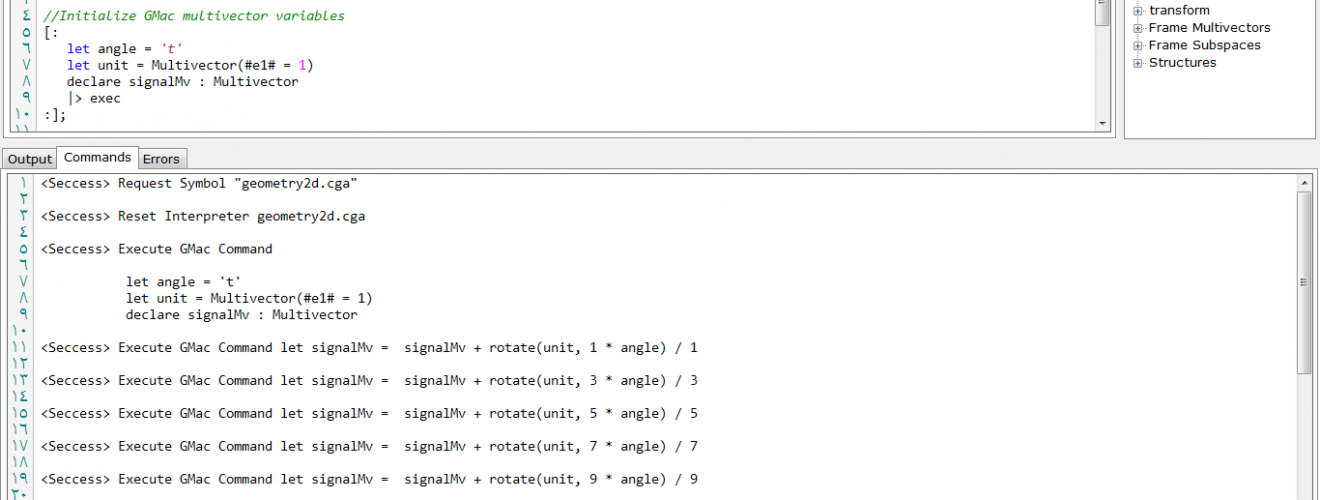 ٤ //Initialize GMac multivector variables
٥ [:
٦ let angle = 't'
٧ let unit = Multivector(#e1# = 1)
٨ declare signalMv : Multivector
٩ |> exec
١٠ :];
١١
transform
Frame Multivectors
Frame Subspaces
Structures
Output Commands Errors
١ <Seccess> Request Symbol "geometry2d.cga"
٢
٣ <Seccess> Reset Interpreter geometry2d.cga
٤
٥ <Seccess> Execute GMac Command
٦
٧ let angle = 't'
٨ let unit = Multivector(#e1# = 1)
٩ declare signalMv : Multivector
١٠
١١ <Seccess> Execute GMac Command let signalMv =  signalMv + rotate(unit, 1 * angle) / 1
١٢
١٣ <Seccess> Execute GMac Command let signalMv =  signalMv + rotate(unit, 3 * angle) / 3
١٤
١٥ <Seccess> Execute GMac Command let signalMv =  signalMv + rotate(unit, 5 * angle) / 5
١٦
١٧ <Seccess> Execute GMac Command let signalMv =  signalMv + rotate(unit, 7 * angle) / 7
١٨
١٩ <Seccess> Execute GMac Command let signalMv =  signalMv + rotate(unit, 9 * angle) / 9
٢٠